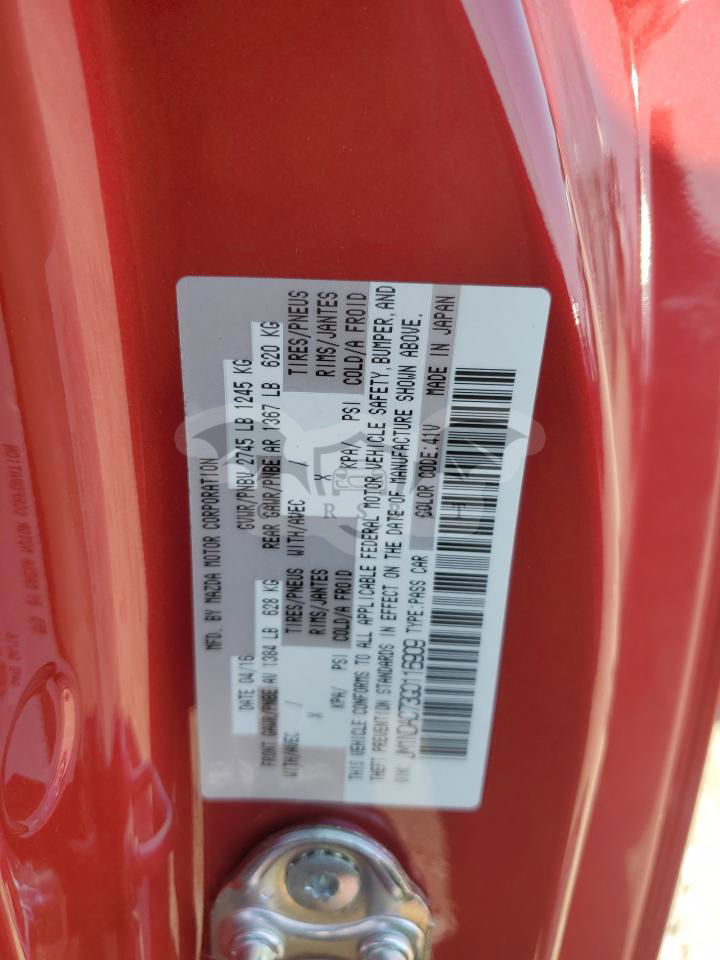 MFD. BY MAZDA MOTOR CORPORATION
DATE 04/16 GVWR/PNBV 2745 LB 1245 KG
FRONT GAWR/PNBE AV 1384 LB 628 KG REAR GAWR/PNBE AR 1367 LB 620 KG
WITH/AVEC / TIRES/PNEUS WITH/AVEC / TIRES/PNEUS
-X RIMS/JANTES -X RIMS/JANTES
KPA/ PSI COLD/A FROID KPA/ PSI COLD/A FROID
THIS VEHICLE CONFORMS TO ALL APPLICABLE FEDERAL MOTOR VEHICLE SAFETY, BUMPER, AND
THEFT PREVENTION STANDARDS IN EFFECT ON THE DATE OF MANUFACTURE SHOWN ABOVE.
VIN: JM1NDAC73G0116909 TYPE:PASS CAR COLOR CODE:41V MADE IN JAPAN